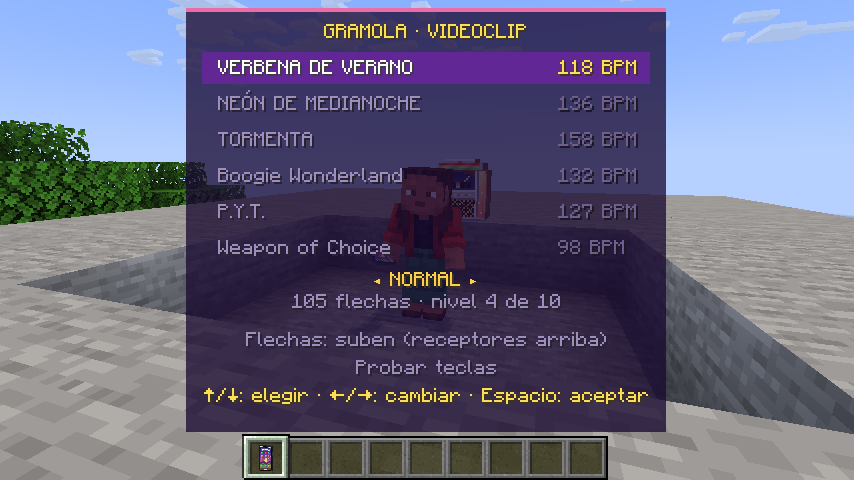 GRAMOLA · VIDEOCLIP
VERBENA DE VERANO 118 BPM
NEÓN DE MEDIANOCHE 136 BPM
TORMENTA 158 BPM
Boogie Wonderland 132 BPM
P.Y.T. 127 BPM
Weapon of Choice 98 BPM
◂ NORMAL ▸
105 flechas · nivel 4 de 10
Flechas: suben (receptores arriba)
Probar teclas
↑/↓: elegir · ←/→: cambiar · Espacio: aceptar